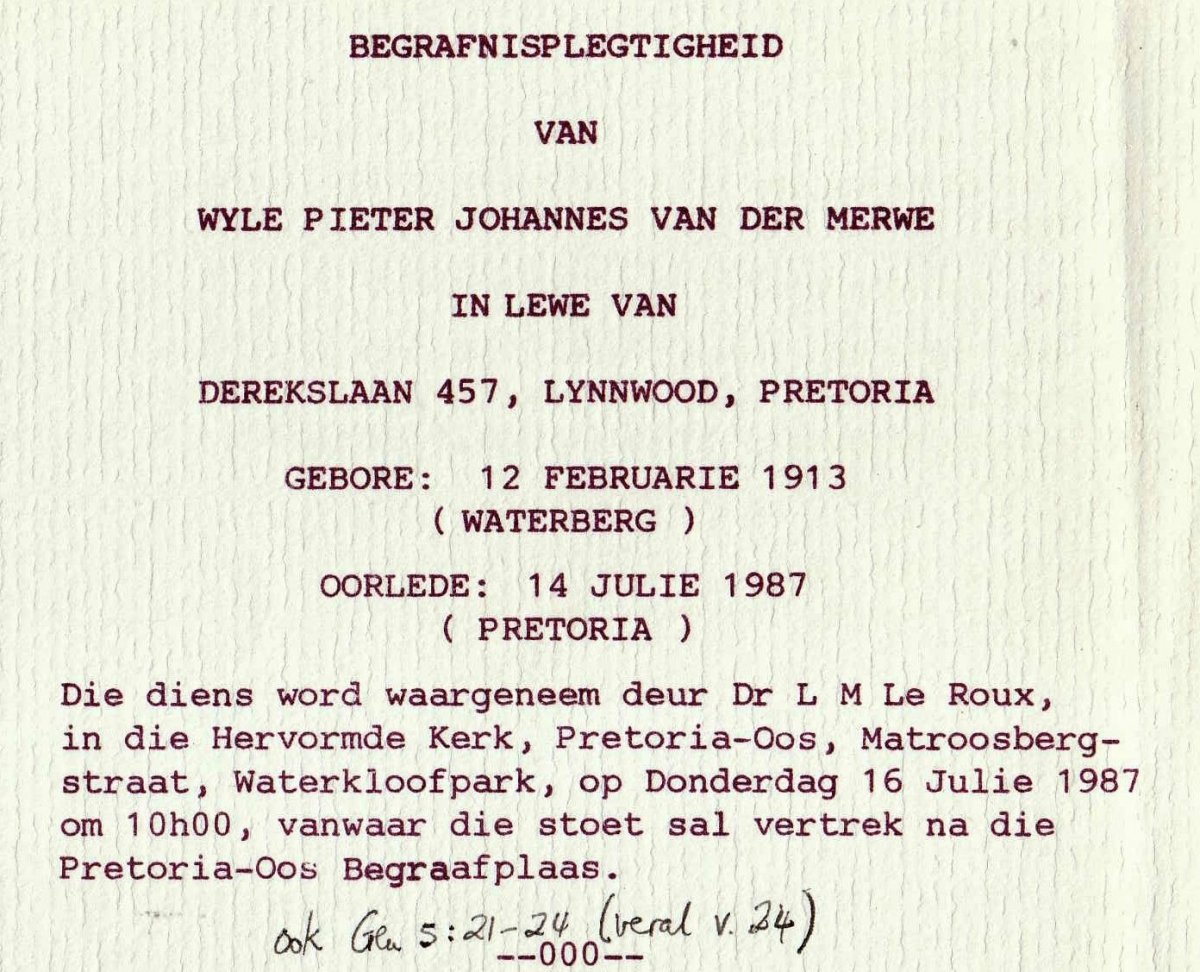 BEGRAFNISPLEGTIGHEID
VAN
WYLE PIETER JOHANNES VAN DER MERWE
IN LEWE VAN
DEREKSLAAN 457, LYNNWOOD, PRETORIA
GEBORE: 12 FEBRUARIE 1913
( WATERBERG )
OORLEDE: 14 JULIE 1987
( PRETORIA )
Die diens word waargeneem deur Dr L M Le Roux,
in die Hervormde Kerk, Pretoria-Oos, Matroosberg-
straat, Waterkloofpark, op Donderdag 16 Julie 1987
om 10h00, vanwaar die stoet sal vertrek na die
Pretoria-Oos Begraafplaas.
ook Gen 5:21-24 (veral v. 24)
--000--